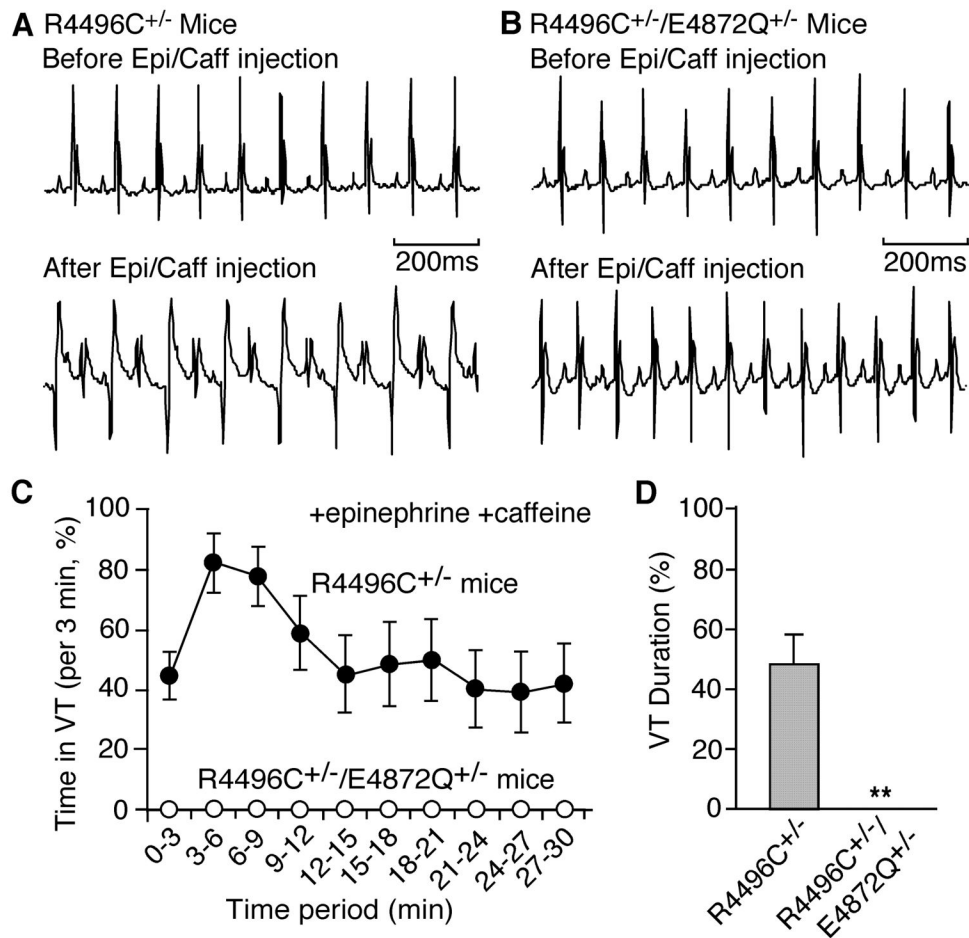 A R4496C+/- Mice
Before Epi/Caff injection
200ms
After Epi/Caff injection
B R4496C+/-/E4872Q+/- Mice
Before Epi/Caff injection
200ms
After Epi/Caff injection
C
Time in VT (per 3 min, %)
100
80
60
40
20
0
+epinephrine +caffeine
R4496C+/- mice
R4496C+/-/E4872Q+/- mice
0-3 3-6 6-9 9-12 12-15 15-18 18-21 21-24 24-27 27-30
Time period (min)
D
VT Duration (%)
100
80
60
40
20
0
**
R4496C+/-
R4496C+/-/
E4872Q+/-